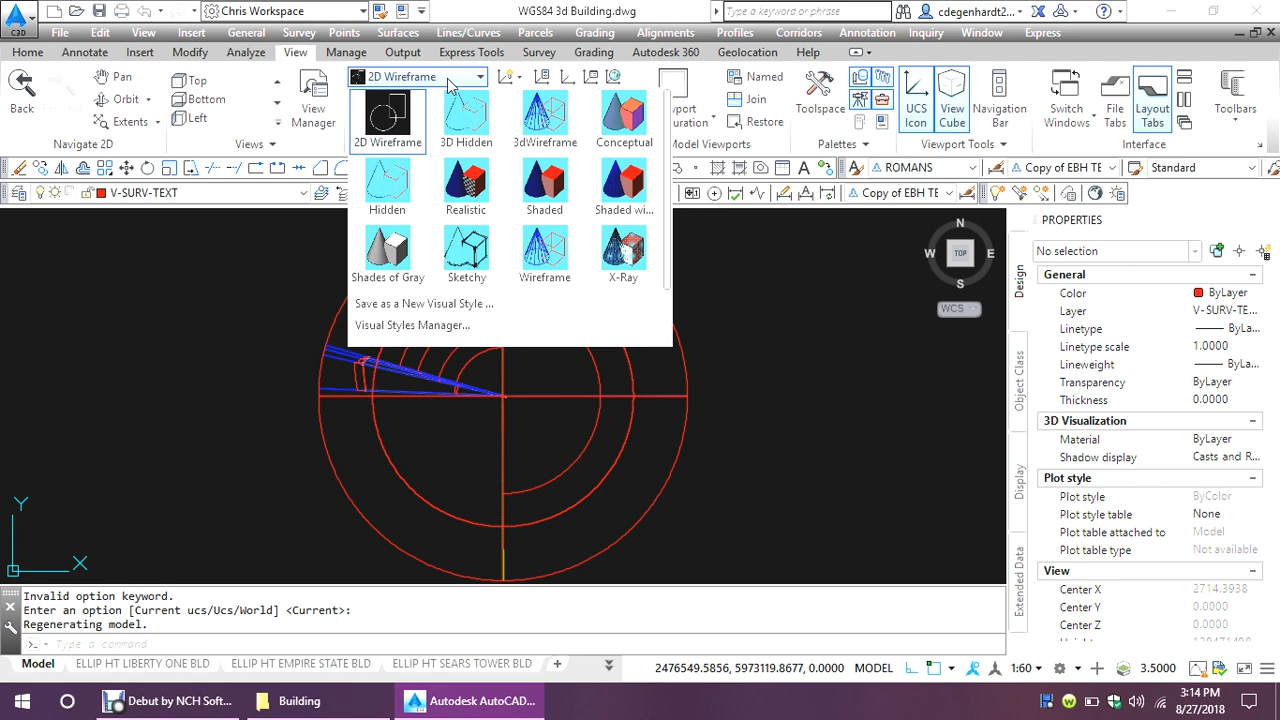 Chris Workspace
WGS84 3d Building.dwg
Type a keyword or phrase
cdegenhardt2...
C3D
File Edit View Insert General Survey Points Surfaces Lines/Curves Parcels Grading Alignments Profiles Corridors Annotation Inquiry Window Express
Home Annotate Insert Modify Analyze View Manage Output Express Tools Survey Grading Autodesk 360 Geolocation Help
Back
Pan
Orbit
Extents
Navigate 2D
Top
Bottom
Left
View Manager
Views
2D Wireframe
2D Wireframe 3D Hidden 3dWireframe Conceptual
Hidden Realistic Shaded Shaded wi...
Shades of Gray Sketchy Wireframe X-Ray
Save as a New Visual Style ...
Visual Styles Manager...
Named
Join
Restore
Model Viewports
Toolspace
Palettes
UCS Icon
View Cube
Navigation Bar
Viewport Tools
Switch Windows
File Tabs
Layout Tabs
Interface
Toolbars
ROMANS
Copy of EBH TE...
Standard
V-SURV-TEXT
Copy of EBH TE...
N
W TOP E
S
WCS
Y
X
PROPERTIES
No selection
Design
Object Class
Display
Extended Data
General
Color ByLayer
Layer V-SURV-TE...
Linetype ByLa...
Linetype scale 1.0000
Lineweight ByLa...
Transparency ByLayer
Thickness 0.0000
3D Visualization
Material ByLayer
Shadow display Casts and R...
Plot style
Plot style ByColor
Plot style table None
Plot table attached to Model
Plot table type Not available
View
Center X 2714.3938
Center Y 0.0000
Center Z 0.0000
Invalid option keyword.
Enter an option [Current ucs/Ucs/World] <Current>:
Regenerating model.
Type a command
Model ELLIP HT LIBERTY ONE BLD ELLIP HT EMPIRE STATE BLD ELLIP HT SEARS TOWER BLD
2476549.5856, 5973119.8677, 0.0000 MODEL
1:60
3.5000
Debut by NCH Soft...
Building
Autodesk AutoCAD...
3:14 PM
8/27/2018